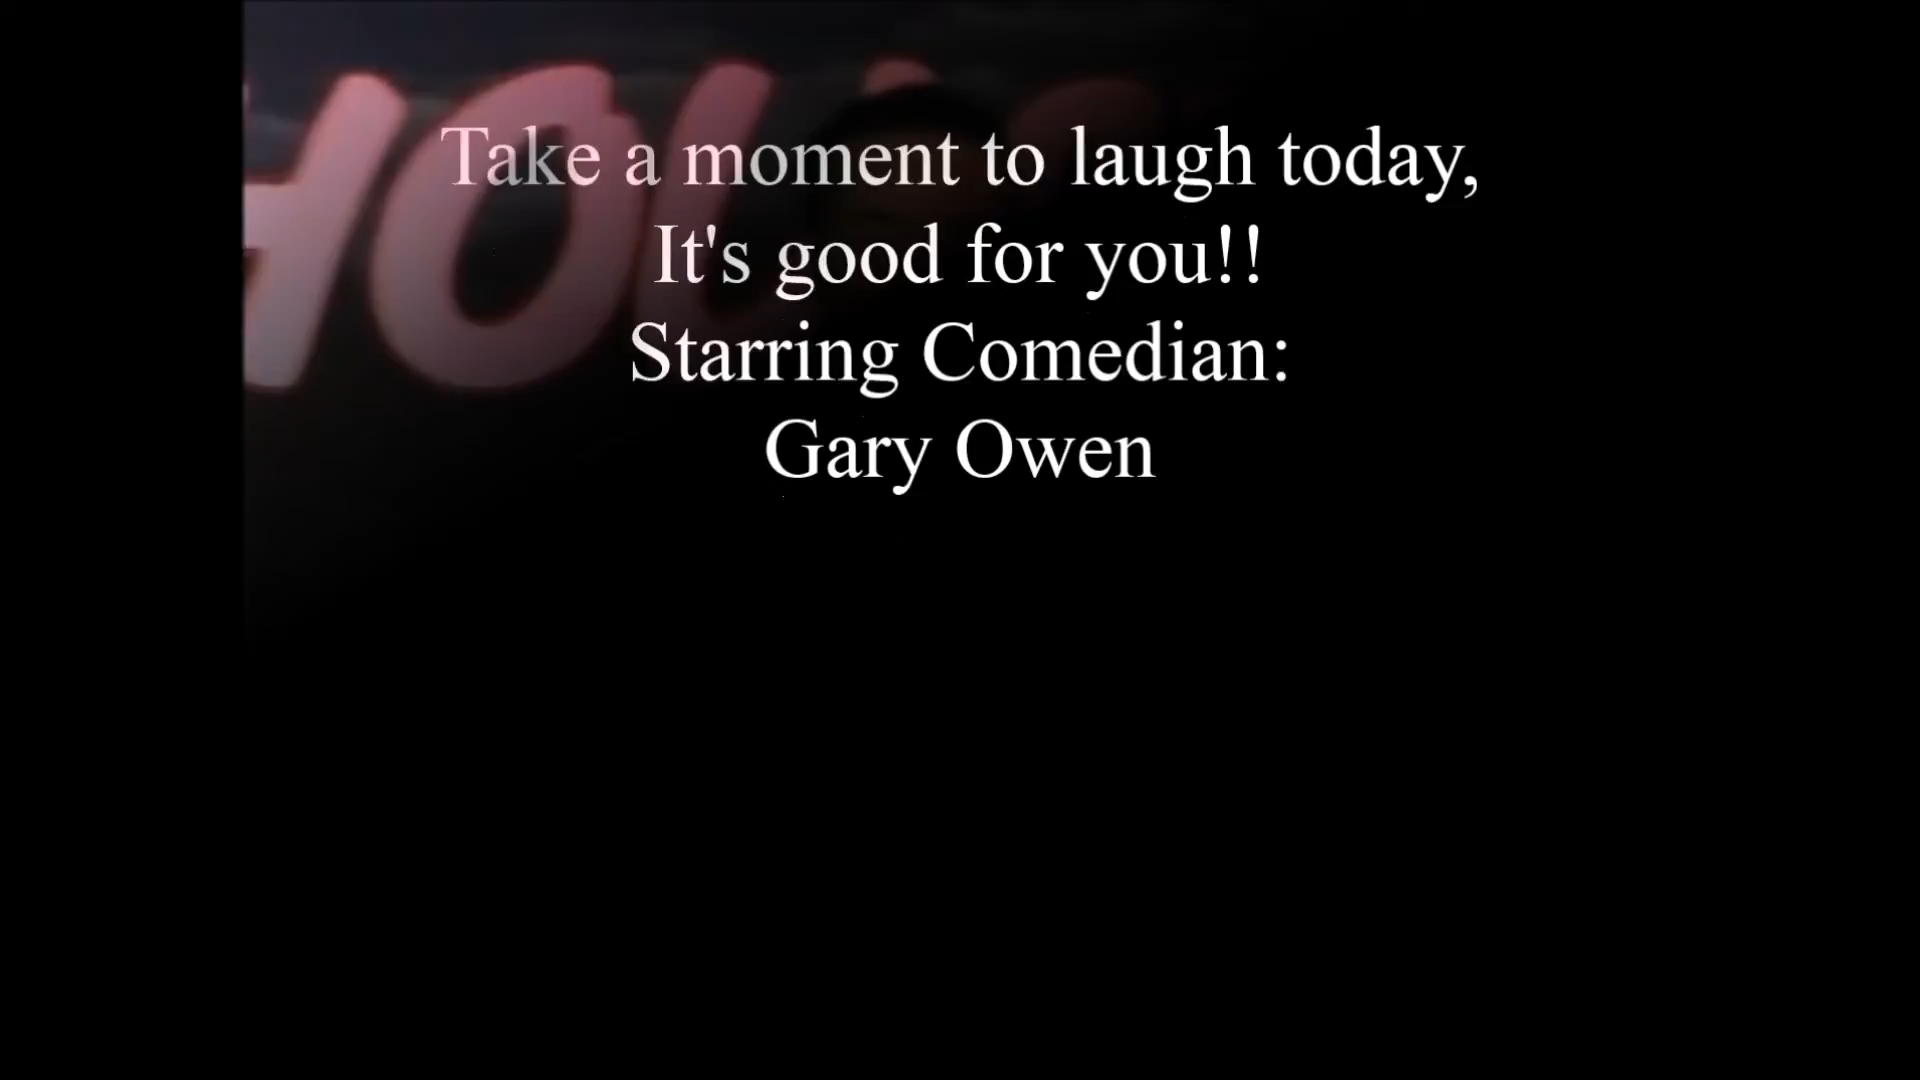 Take a moment to laugh today,
It's good for you!!
Starring Comedian:
Gary Owen